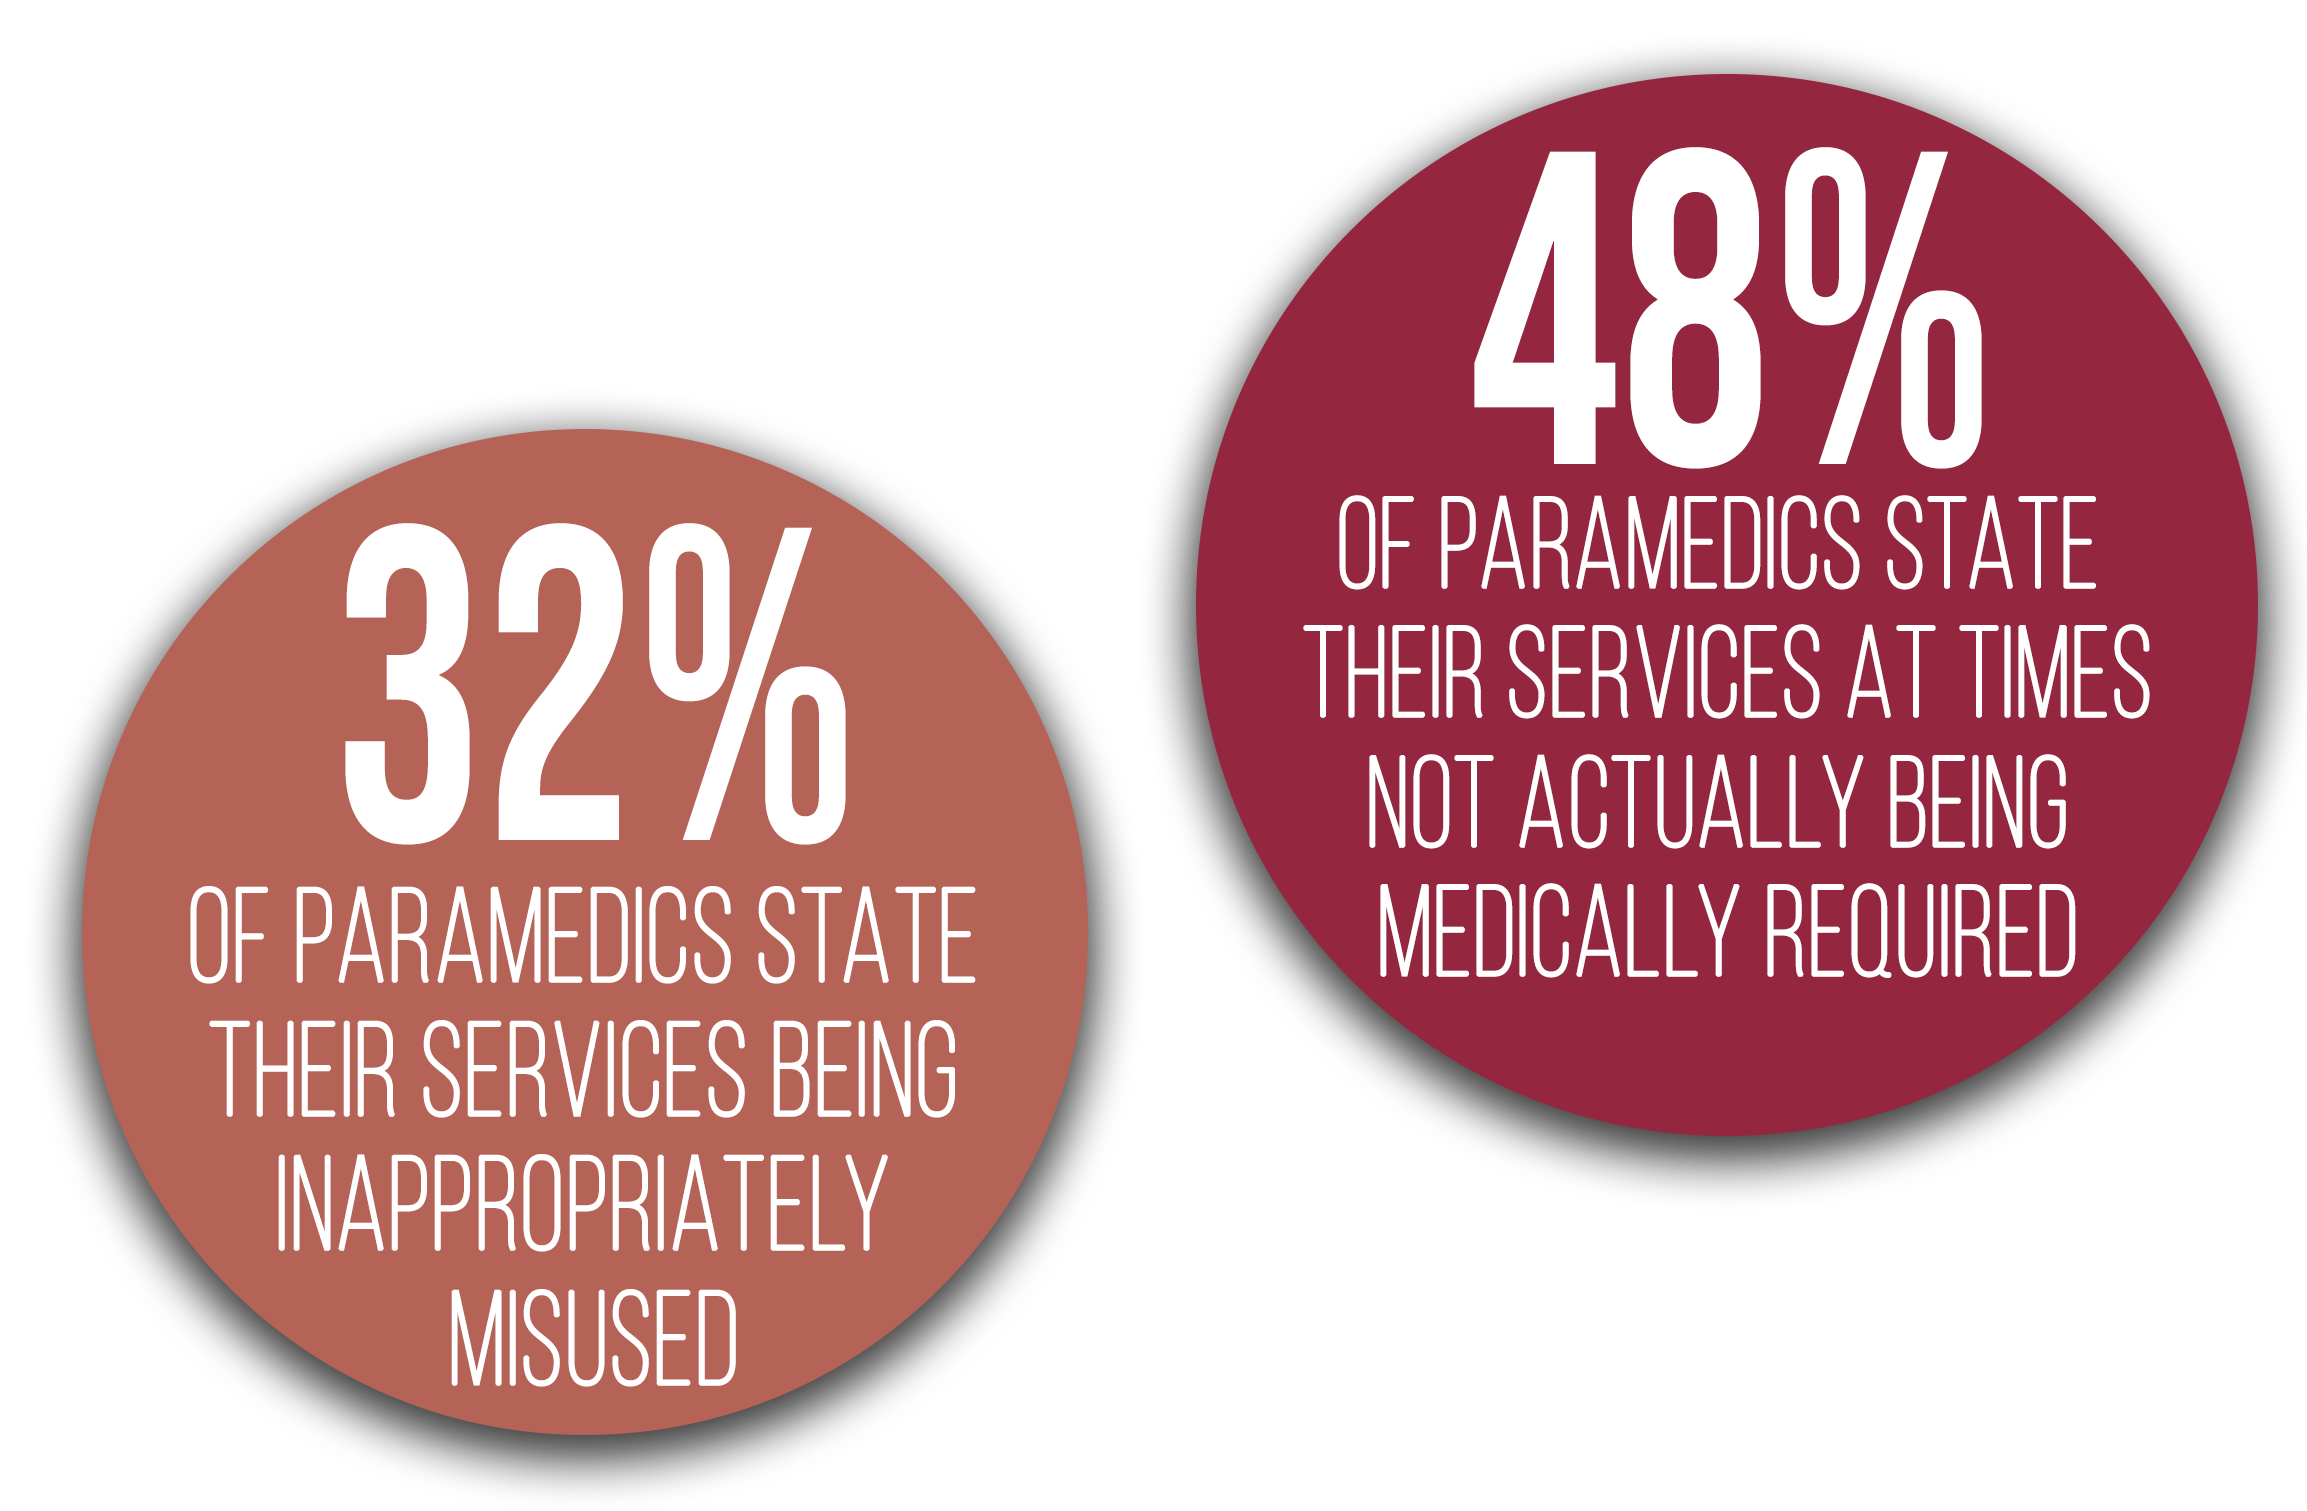 32%
OF PARAMEDICS STATE
THEIR SERVICES BEING
INAPPROPRIATELY
MISUSED
48%
OF PARAMEDICS STATE
THEIR SERVICES AT TIMES
NOT ACTUALLY BEING
MEDICALLY REQUIRED